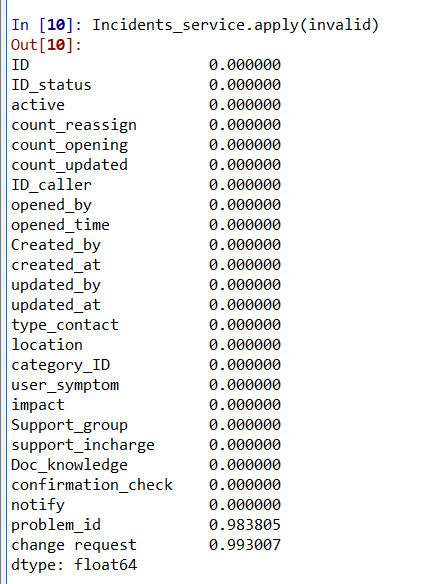 In [10]: Incidents_service.apply(invalid)
Out[10]:
ID 0.000000
ID_status 0.000000
active 0.000000
count_reassign 0.000000
count_opening 0.000000
count_updated 0.000000
ID_caller 0.000000
opened_by 0.000000
opened_time 0.000000
Created_by 0.000000
created_at 0.000000
updated_by 0.000000
updated_at 0.000000
type_contact 0.000000
location 0.000000
category_ID 0.000000
user_symptom 0.000000
impact 0.000000
Support_group 0.000000
support_incharge 0.000000
Doc_knowledge 0.000000
confirmation_check 0.000000
notify 0.000000
problem_id 0.983805
change request 0.993007
dtype: float64